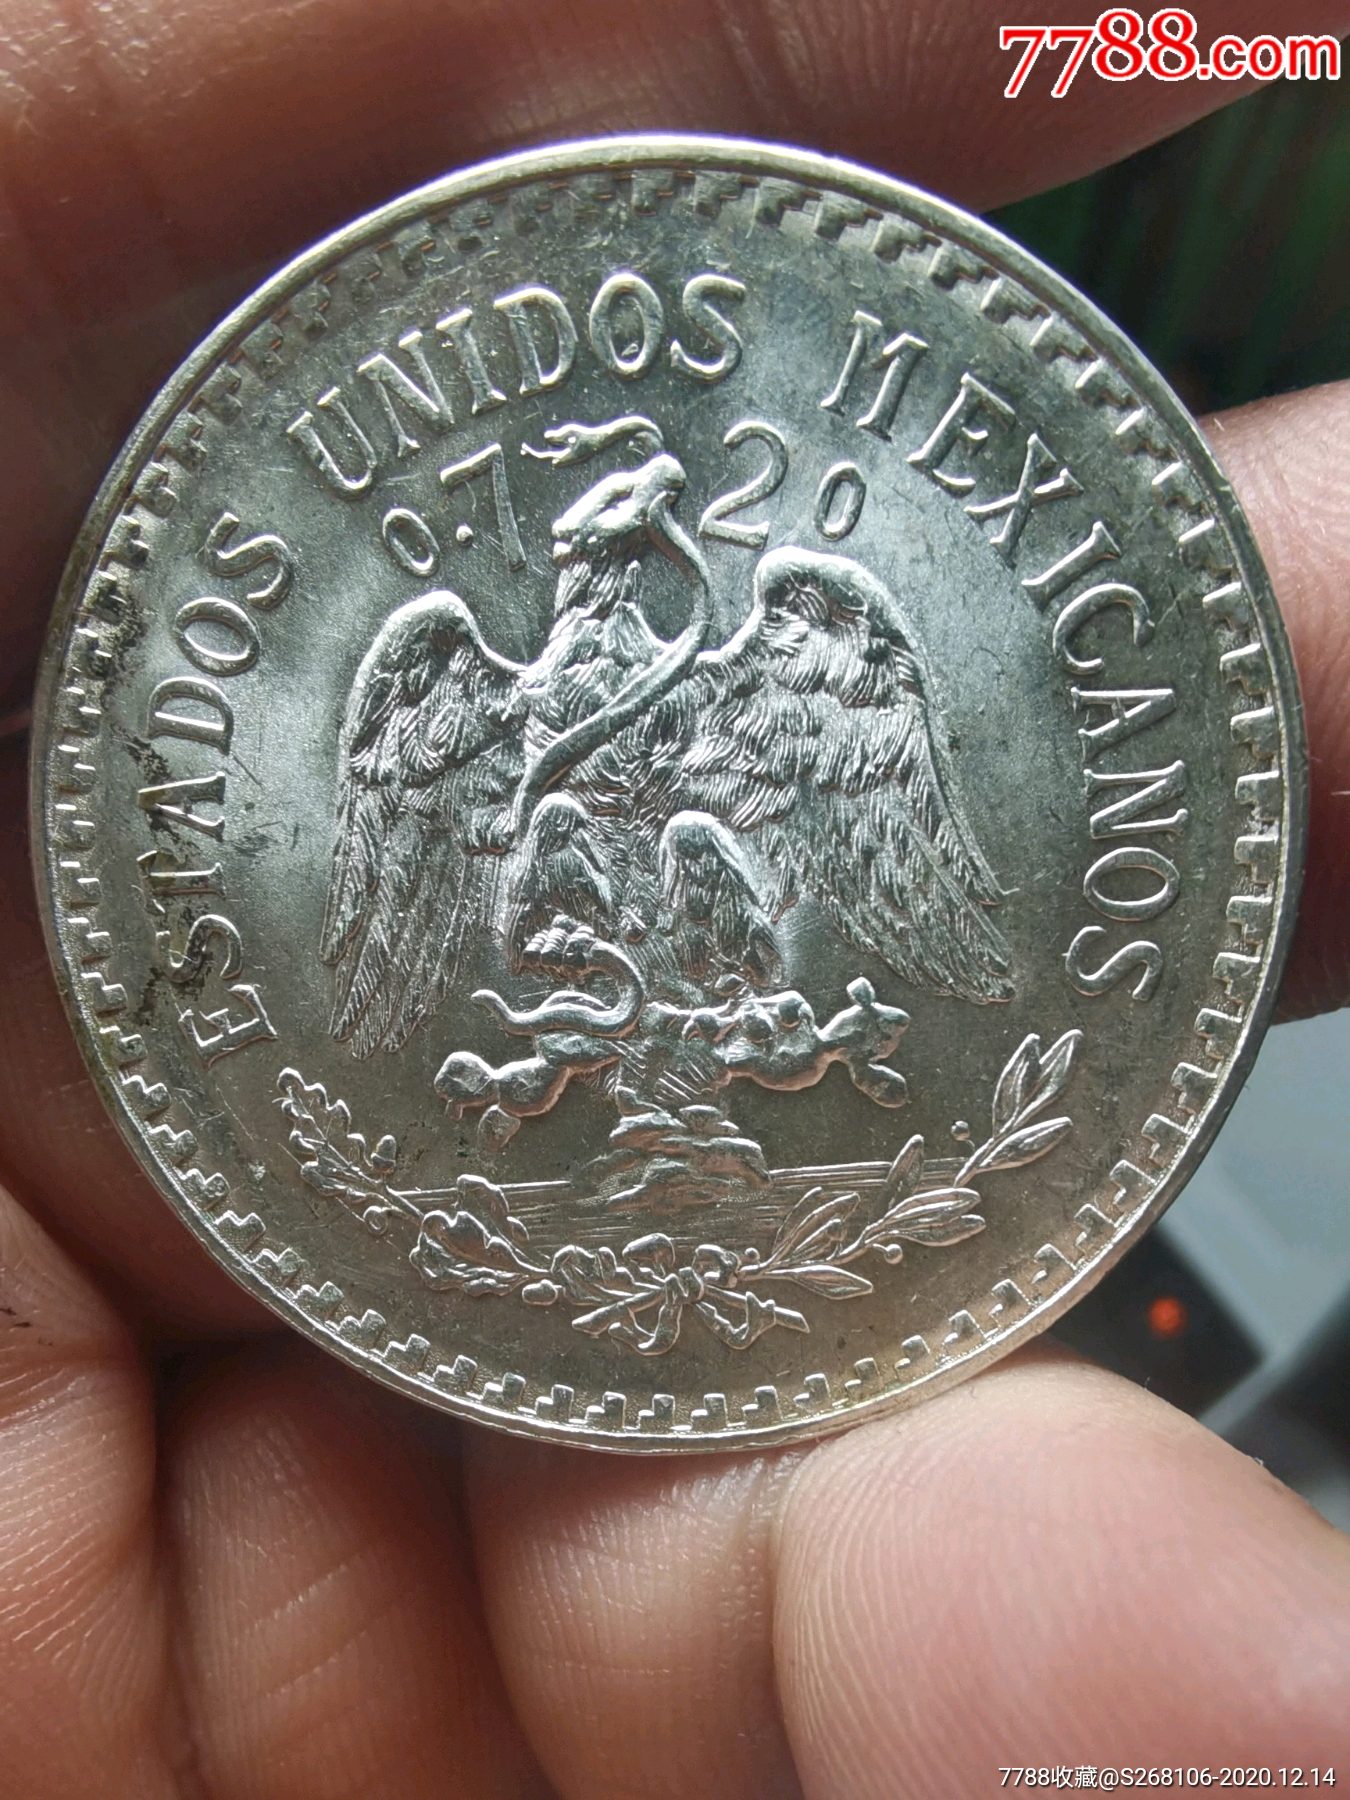 7788.com
ESTADOS UNIDOS MEXICANOS
0.720
7788收藏@S268106-2020.12.14